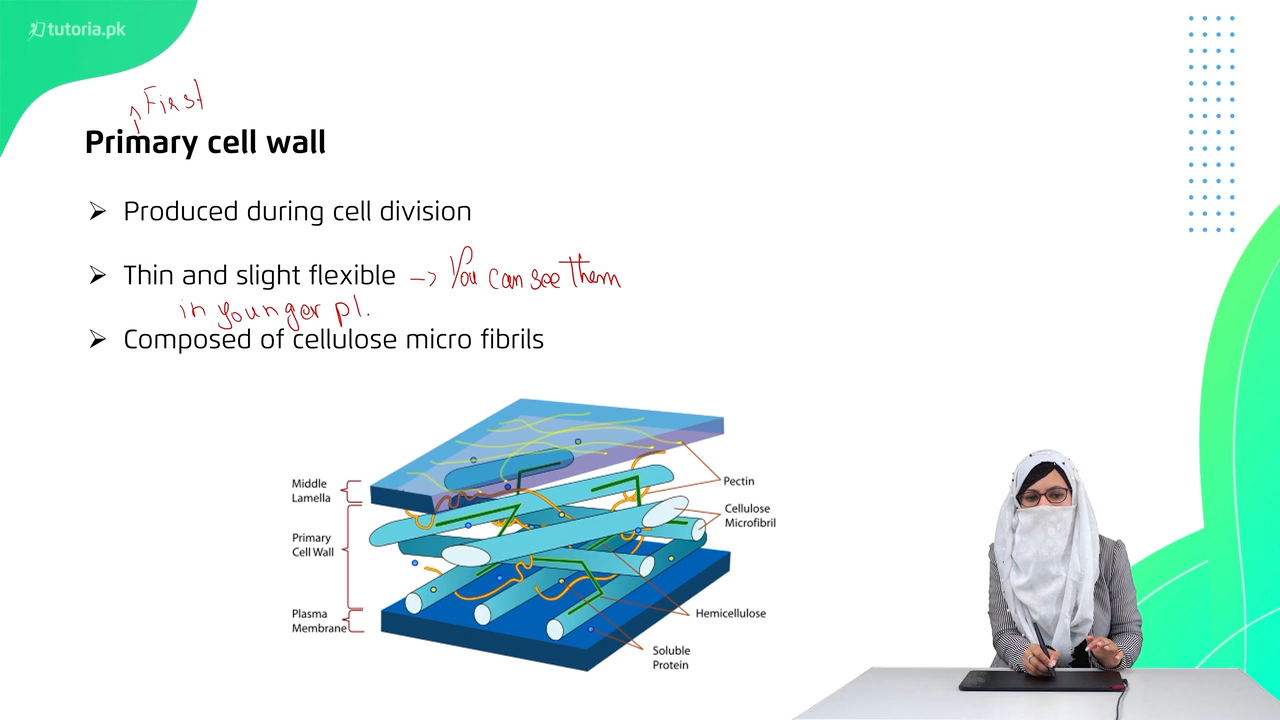 tutoria.pk
First
Primary cell wall
Produced during cell division
Thin and slight flexible -> You can see them
in younger pl.
Composed of cellulose micro fibrils
Middle
Lamella
Primary
Cell Wall
Plasma
Membrane
Pectin
Cellulose
Microfibril
Hemicellulose
Soluble
Protein